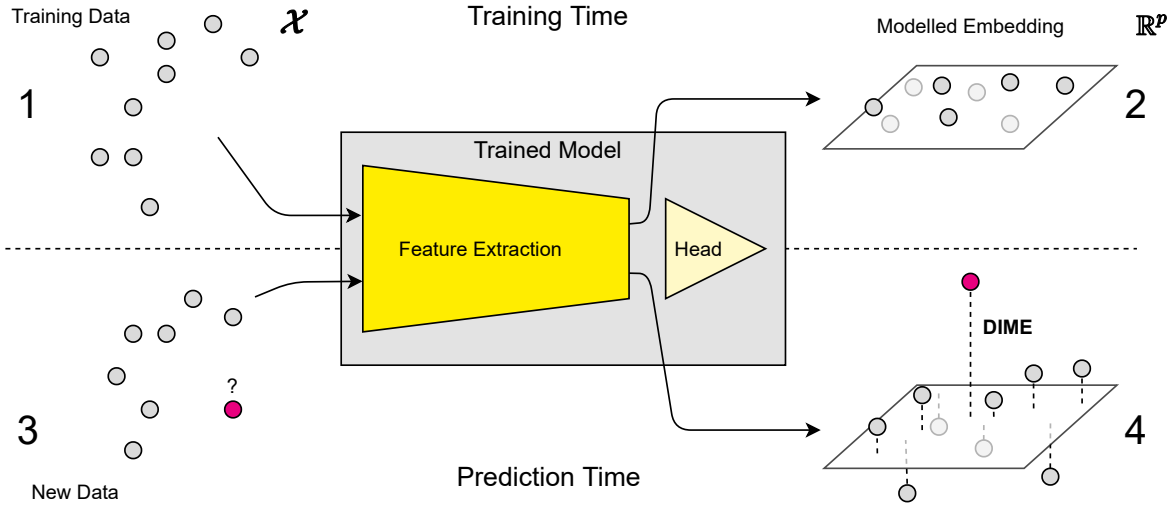 Training Data
𝓧
Training Time
Modelled Embedding
ℝᵖ
1
2
Trained Model
Feature Extraction
Head
DIME
?
3
4
New Data
Prediction Time